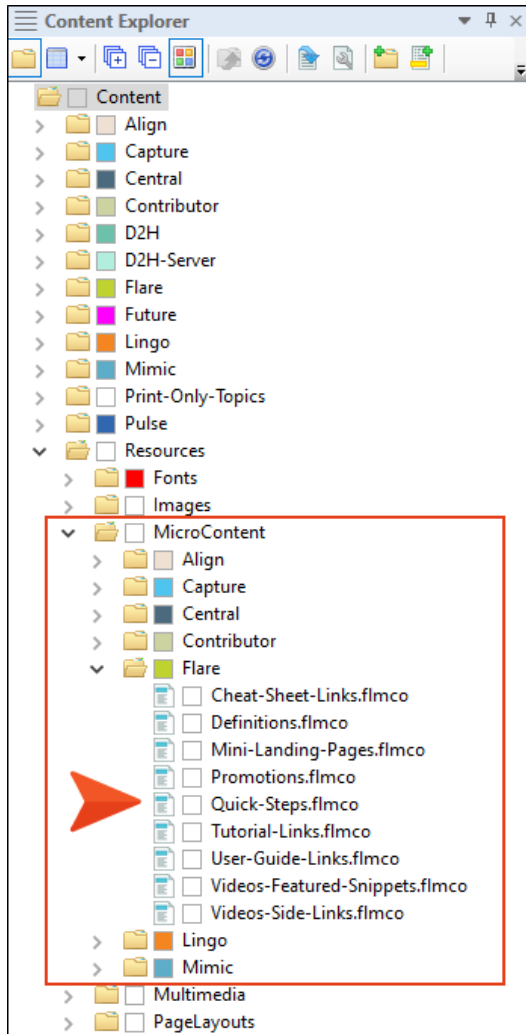 Content Explorer
Content
Align
Capture
Central
Contributor
D2H
D2H-Server
Flare
Future
Lingo
Mimic
Print-Only-Topics
Pulse
Resources
Fonts
Images
MicroContent
Align
Capture
Central
Contributor
Flare
Cheat-Sheet-Links.flmco
Definitions.flmco
Mini-Landing-Pages.flmco
Promotions.flmco
Quick-Steps.flmco
Tutorial-Links.flmco
User-Guide-Links.flmco
Videos-Featured-Snippets.flmco
Videos-Side-Links.flmco
Lingo
Mimic
Multimedia
PageLayouts